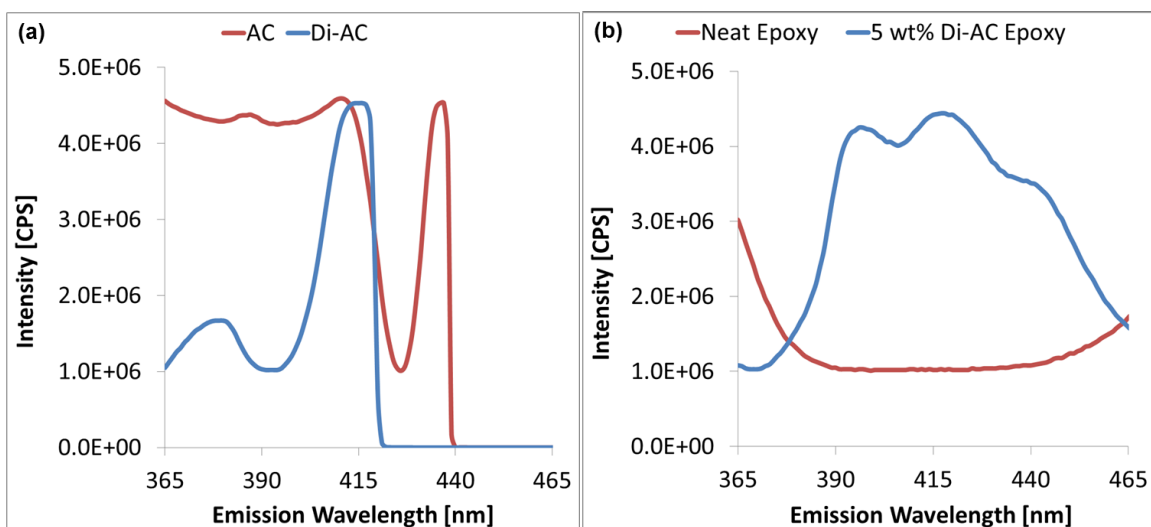 (a)
AC Di-AC
Intensity [CPS]
5.0E+06
4.0E+06
3.0E+06
2.0E+06
1.0E+06
0.0E+00
365 390 415 440 465
Emission Wavelength [nm]
(b)
Neat Epoxy 5 wt% Di-AC Epoxy
Intensity [CPS]
5.0E+06
4.0E+06
3.0E+06
2.0E+06
1.0E+06
0.0E+00
365 390 415 440 465
Emission Wavelength [nm]